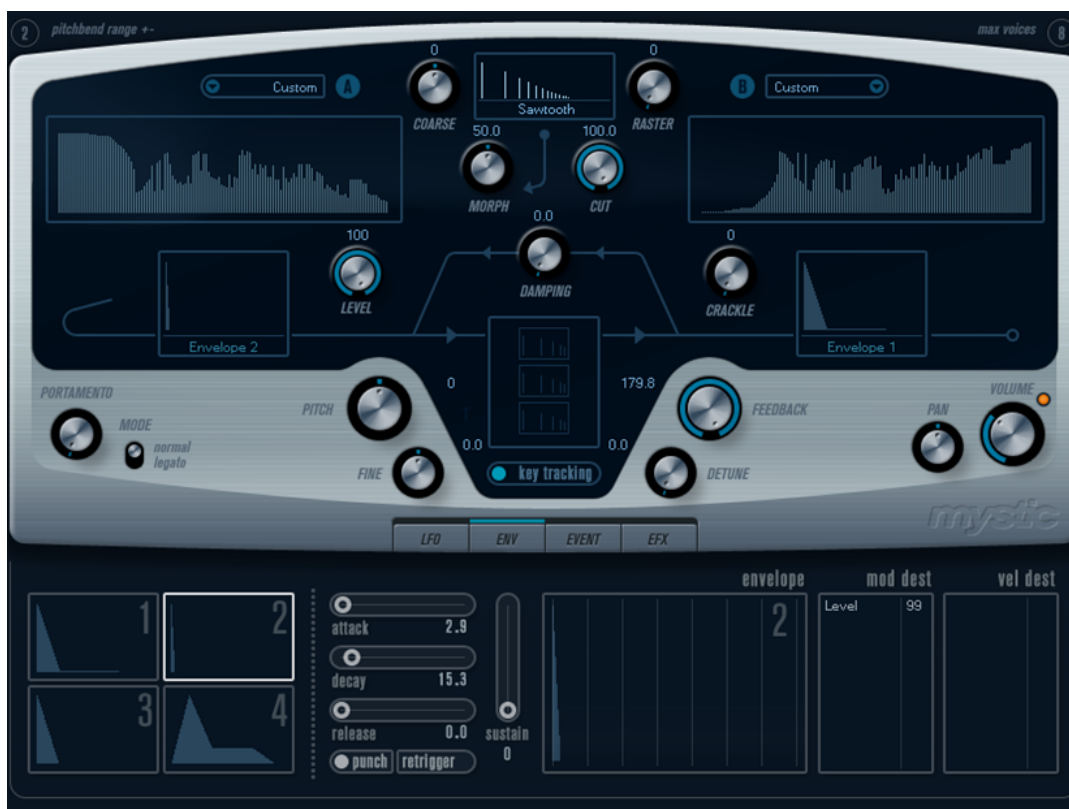 2 pitchbend range +-
max voices 8
0
0
Custom A
B Custom
Sawtooth
COARSE
RASTER
50.0
100.0
MORPH
CUT
0.0
100
0
DAMPING
LEVEL
CRACKLE
Envelope 2
Envelope 1
PORTAMENTO
MODE
normal
legato
PITCH
0
179.8
FEEDBACK
VOLUME
PAN
0.0
0.0
FINE
key tracking
DETUNE
mystic
LFO ENV EVENT EFX
envelope
mod dest
vel dest
1
2
3
4
attack 2.9
decay 15.3
release 0.0
punch retrigger
sustain
0
2
Level 99